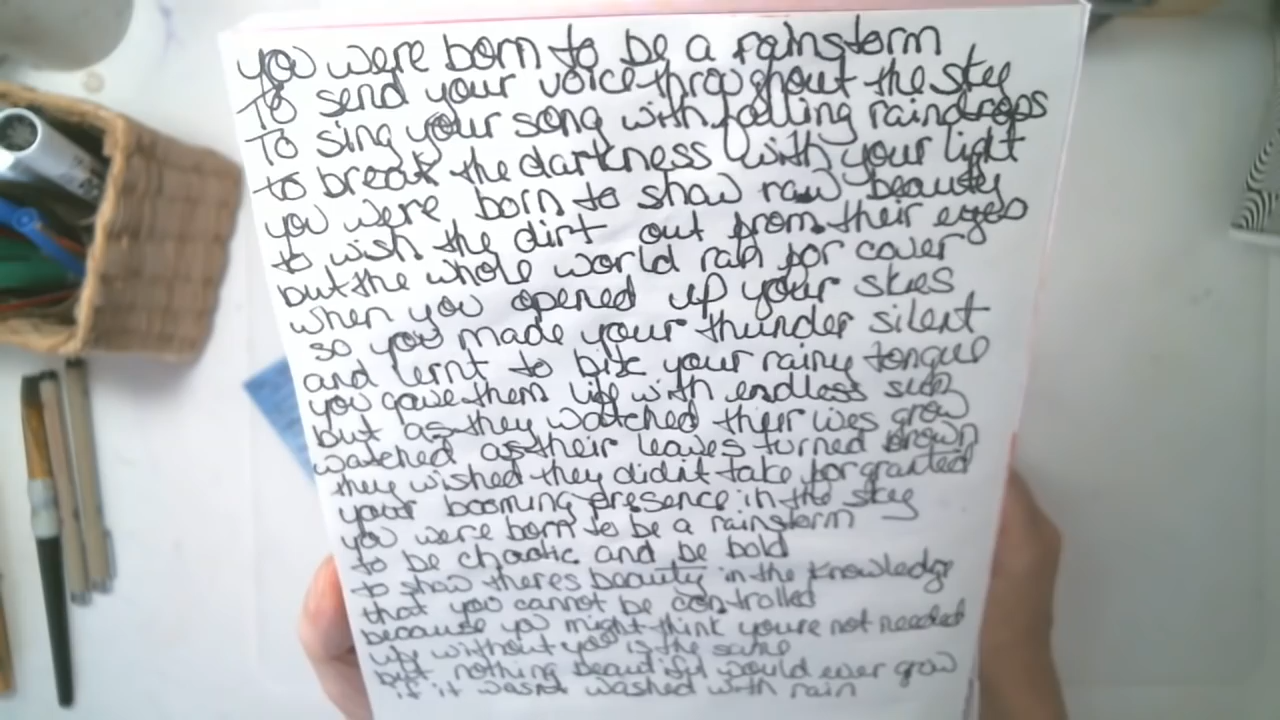 you were born to be a rainstorm
To send your voice throughout the sky
To sing your song with falling raindrops
to break the darkness with your light
you were born to show raw beauty
to wish the dirt out from their eyes
but the whole world ran for cover
when you opened up your skies
so you made your thunder silent
and lernt to bite your rainy tongue
you gave them life with endless sun
but as they watched their lives grow
watched as their leaves turned brown
they wished they didn't take for granted
your booming presence in the sky
you were born to be a rainstorm
to be chaotic and be bold
to show theres beauty in the knowledge
that you cannot be controlled
because you might think youre not needed
life without you is the same
but nothing beautiful would ever grow
if it wasnt washed with rain